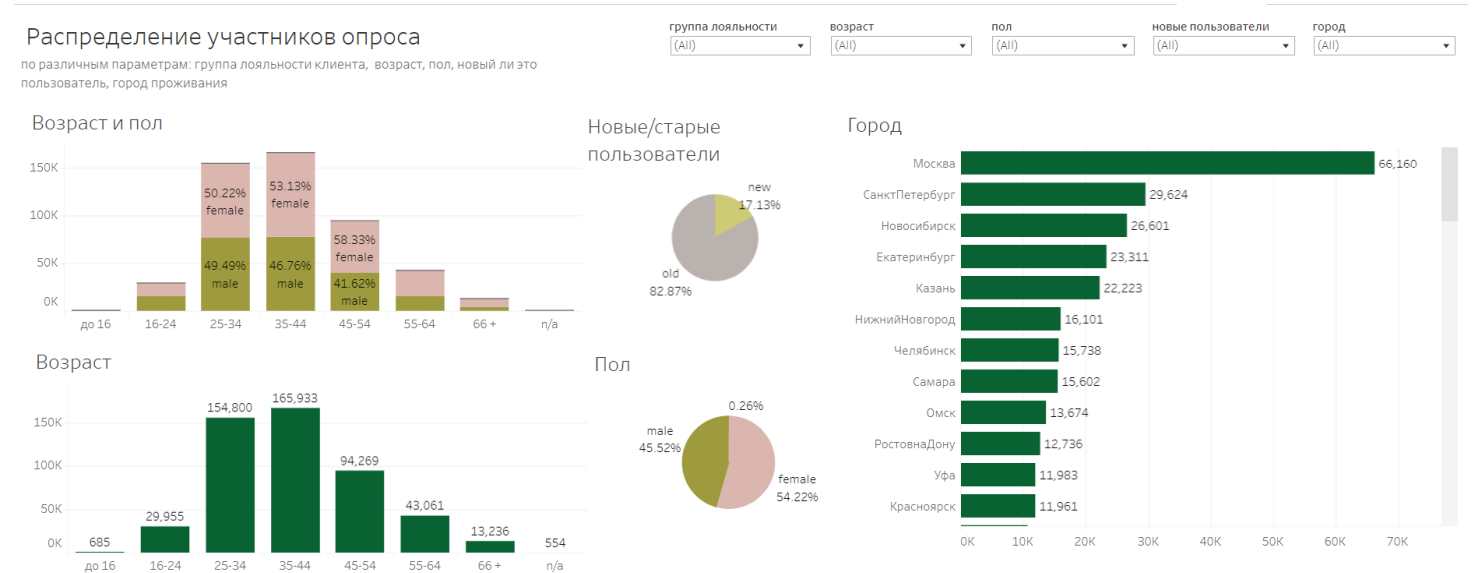 Распределение участников опроса
по различным параметрам: группа лояльности клиента, возраст, пол, новый ли это
пользователь, город проживания
группа лояльности
(All)
возраст
(All)
пол
(All)
новые пользователи
(All)
город
(All)
Возраст и пол
150K
100K
50K
0K
50.22%
female
49.49%
male
53.13%
female
46.76%
male
58.33%
female
41.62%
male
до 16
16-24
25-34
35-44
45-54
55-64
66 +
n/a
Новые/старые
пользователи
new
17.13%
old
82.87%
Город
Москва 66,160
СанктПетербург 29,624
Новосибирск 26,601
Екатеринбург 23,311
Казань 22,223
НижнийНовгород 16,101
Челябинск 15,738
Самара 15,602
Омск 13,674
РостовнаДону 12,736
Уфа 11,983
Красноярск 11,961
0K 10K 20K 30K 40K 50K 60K 70K
Возраст
150K
100K
50K
0K
685
29,955
154,800
165,933
94,269
43,061
13,236
554
до 16
16-24
25-34
35-44
45-54
55-64
66 +
n/a
Пол
0.26%
male
45.52%
female
54.22%